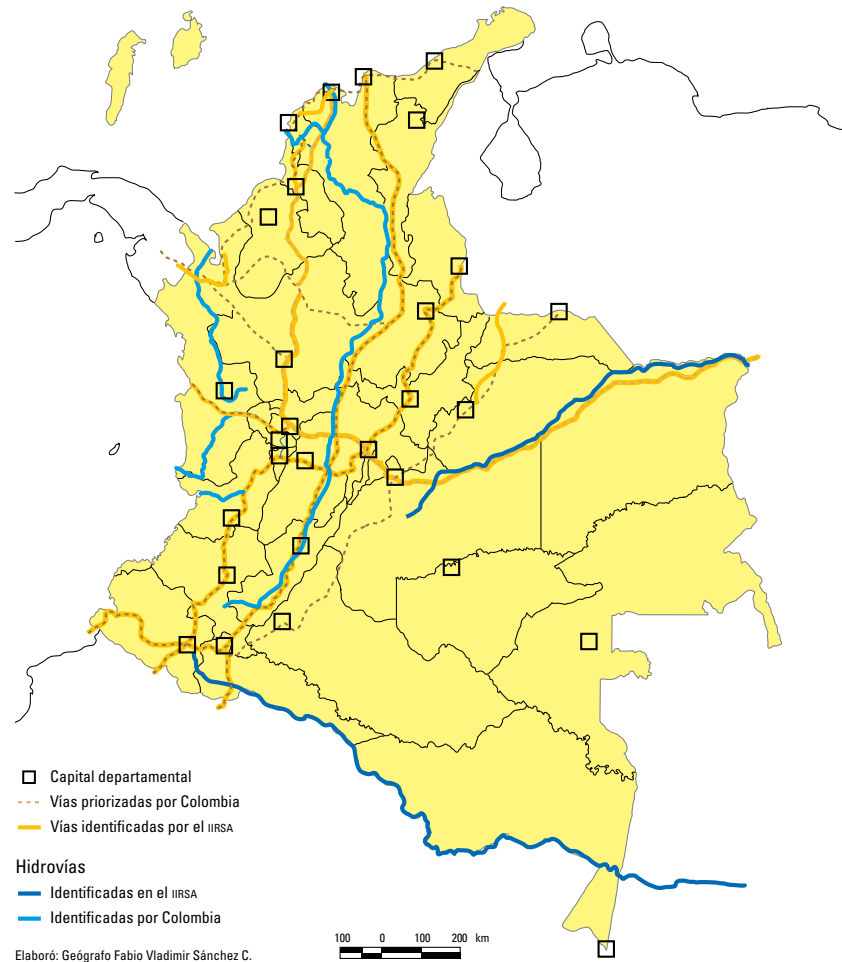 Capital departamental
Vías priorizadas por Colombia
Vías identificadas por el IIRSA
Hidrovías
Identificadas en el IIRSA
Identificadas por Colombia
Elaboró: Geógrafo Fabio Vladimir Sánchez C.
100 0 100 200 km